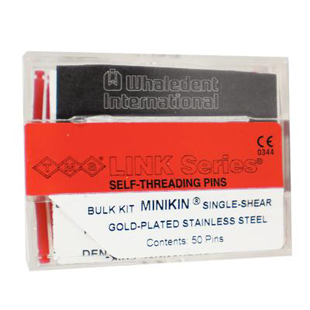 Whaledent
International
TMS LINK Series®
CE
0344
SELF-THREADING PINS
BULK KIT MINIKIN® SINGLE-SHEAR
GOLD-PLATED STAINLESS STEEL
Contents: 50 Pins